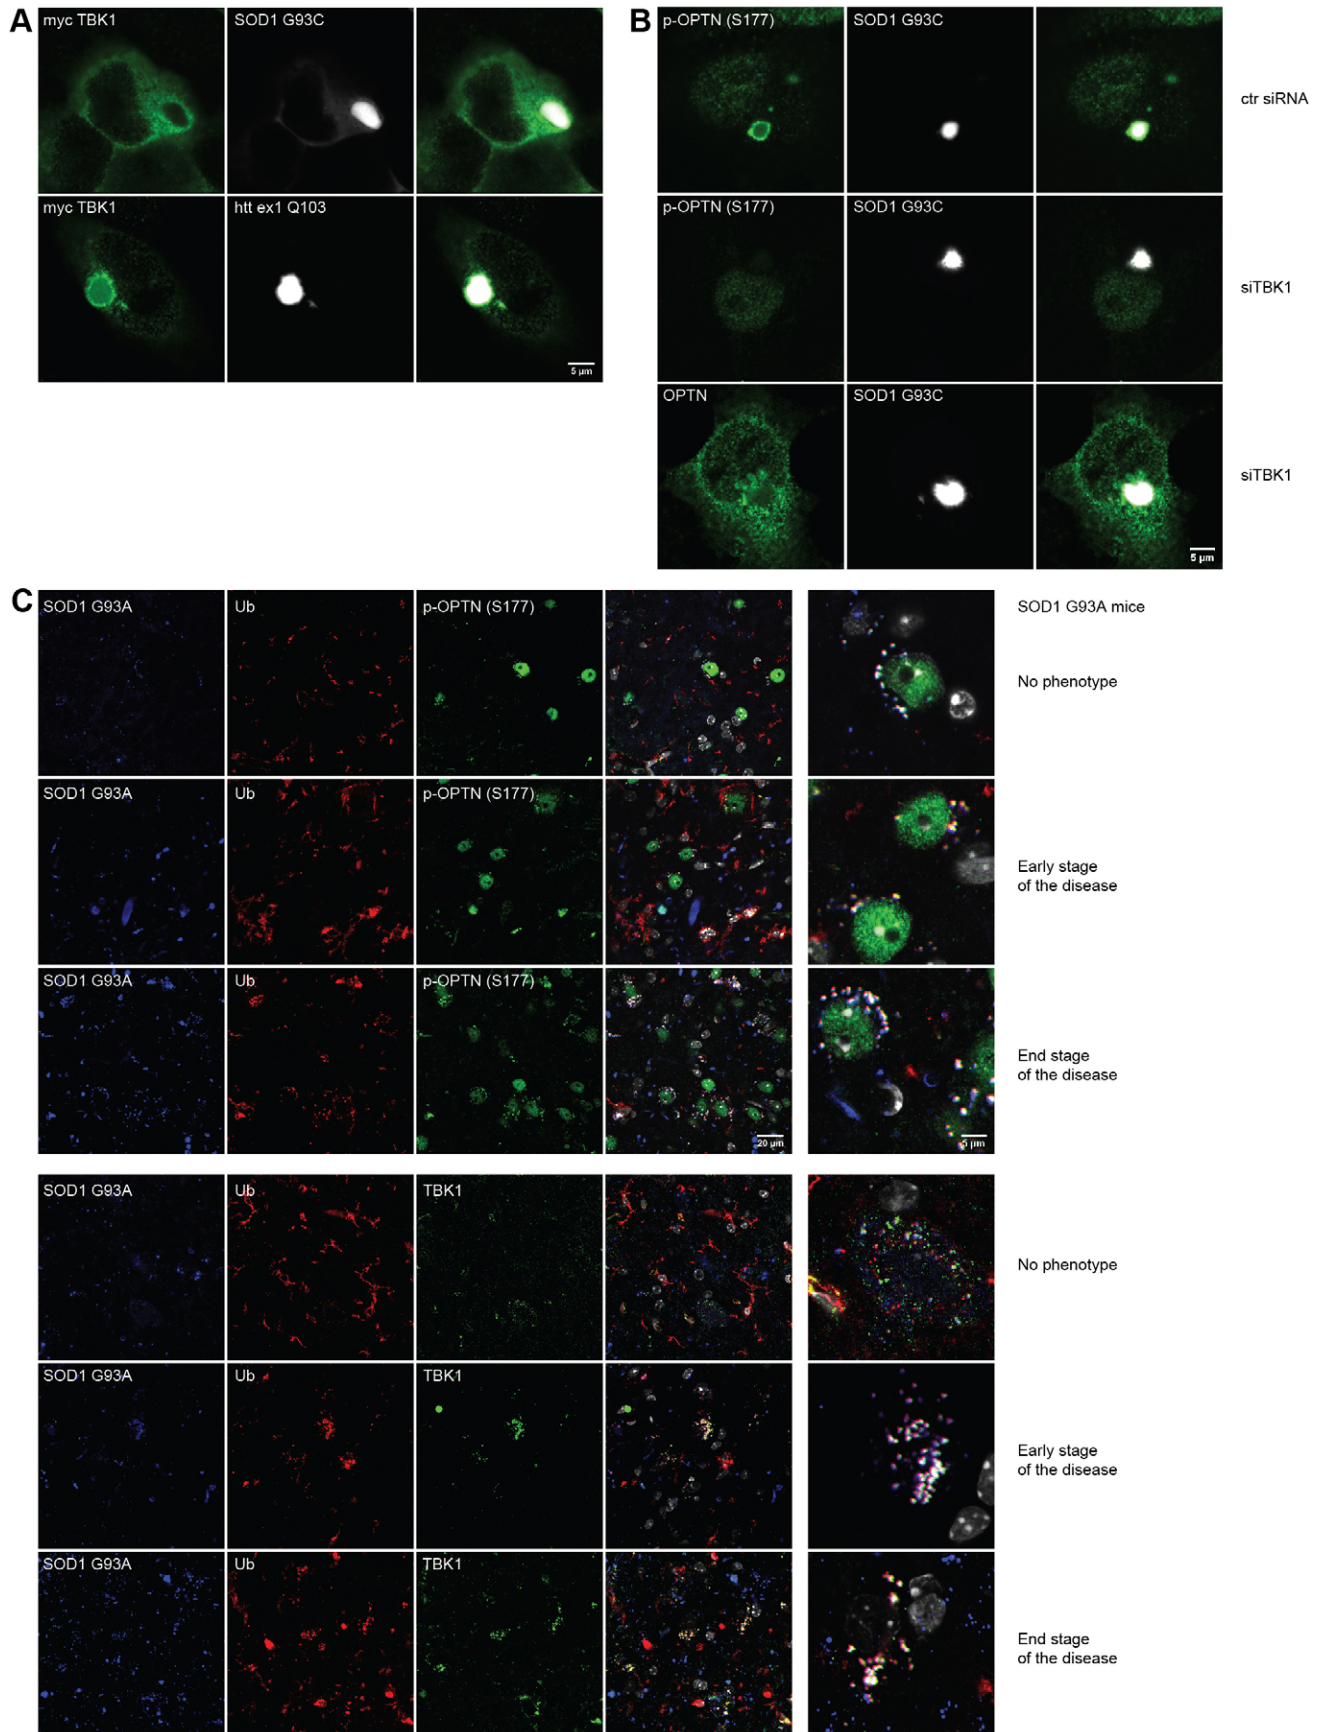 A
myc TBK1
SOD1 G93C
myc TBK1
htt ex1 Q103
5 µm
B
p-OPTN (S177)
SOD1 G93C
ctr siRNA
p-OPTN (S177)
SOD1 G93C
siTBK1
OPTN
SOD1 G93C
siTBK1
5 µm
C
SOD1 G93A
Ub
p-OPTN (S177)
SOD1 G93A mice
No phenotype
SOD1 G93A
Ub
p-OPTN (S177)
Early stage
of the disease
SOD1 G93A
Ub
p-OPTN (S177)
End stage
of the disease
20 µm
5 µm
SOD1 G93A
Ub
TBK1
No phenotype
SOD1 G93A
Ub
TBK1
Early stage
of the disease
SOD1 G93A
Ub
TBK1
End stage
of the disease